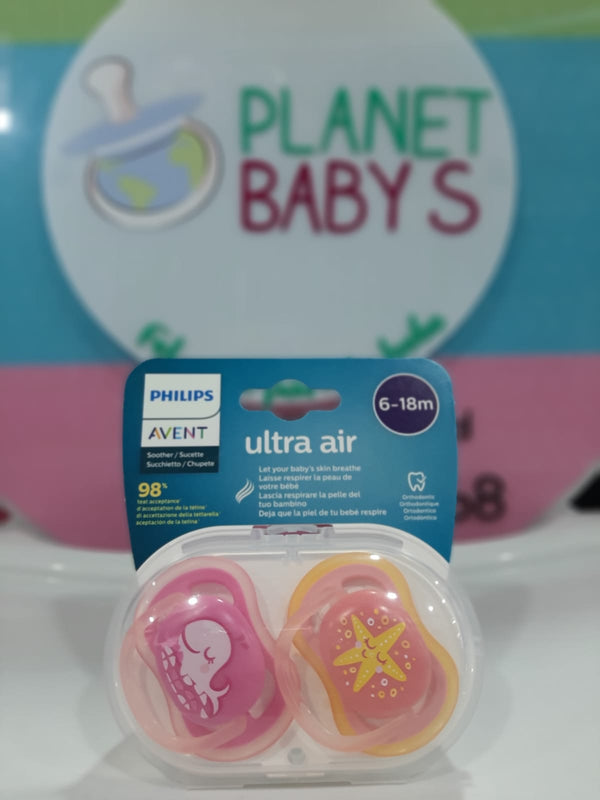 PLANET
BABY S
PHILIPS
AVENT
Soother / Sucette
Succhietto / Chupete
6-18m
ultra air
98%
teat acceptance
d'acceptation de la tétine
di accettazione della tettarella
aceptación de la tetina
Let your baby's skin breathe
Laisse respirer la peau de
votre bébé
Lascia respirare la pelle del
tuo bambino
Deja que la piel de tu bebé respire
Orthodontic
Orthodontique
Ortodontico
Ortodóntico
68